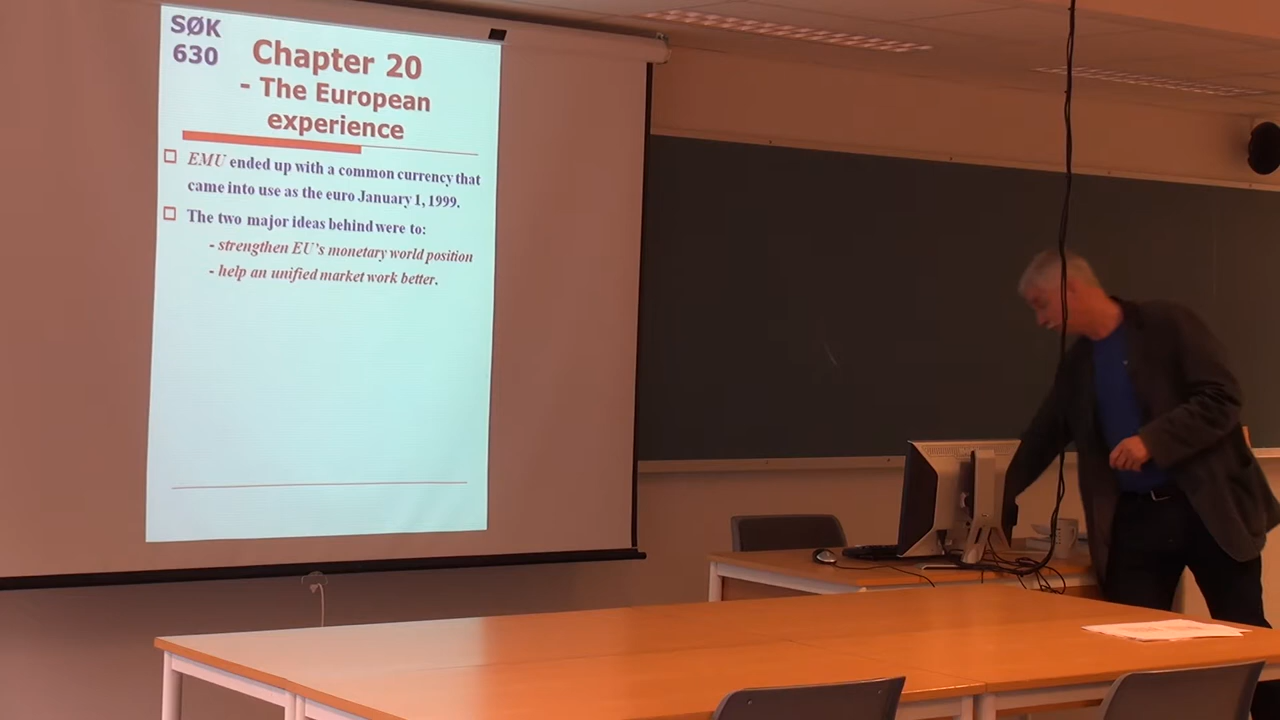 SØK
630
Chapter 20
- The European
experience
EMU ended up with a common currency that
came into use as the euro January 1, 1999.
The two major ideas behind were to:
- strengthen EU's monetary world position
- help an unified market work better.